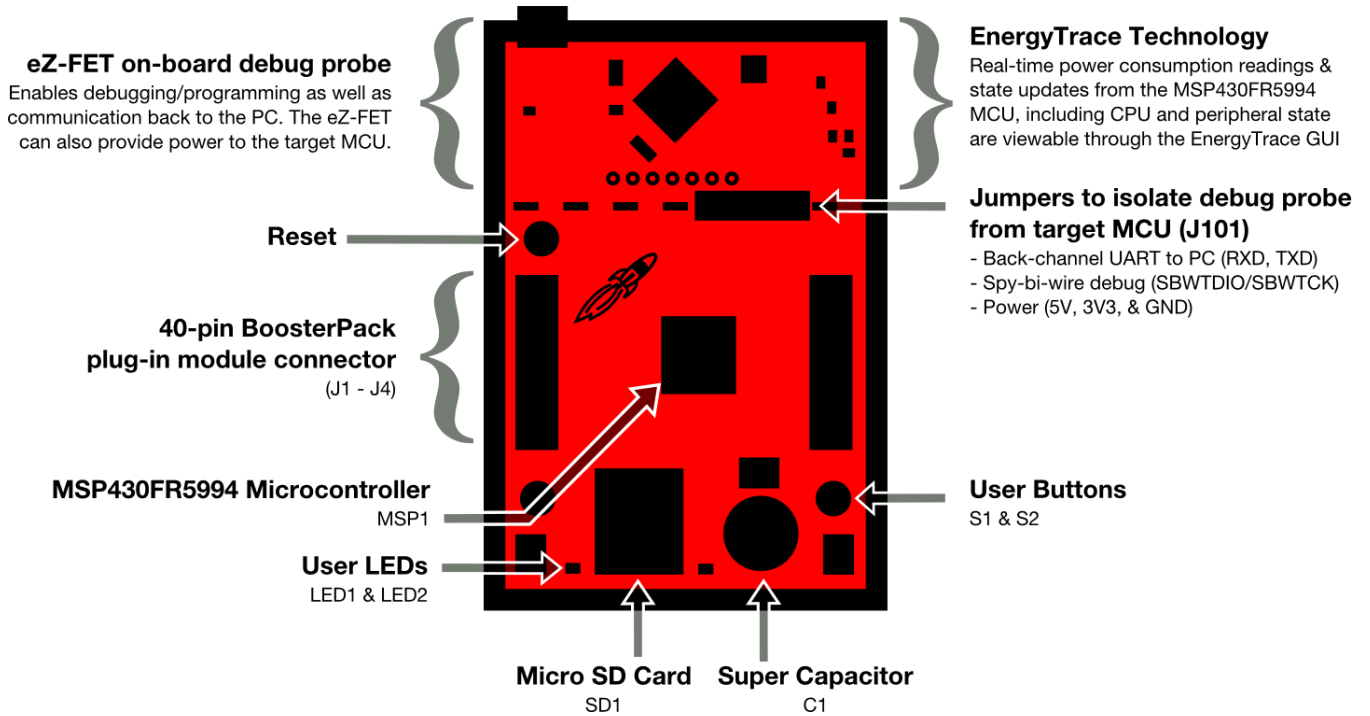 eZ-FET on-board debug probe
Enables debugging/programming as well as
communication back to the PC. The eZ-FET
can also provide power to the target MCU.
EnergyTrace Technology
Real-time power consumption readings &
state updates from the MSP430FR5994
MCU, including CPU and peripheral state
are viewable through the EnergyTrace GUI
Jumpers to isolate debug probe
from target MCU (J101)
- Back-channel UART to PC (RXD, TXD)
- Spy-bi-wire debug (SBWTDIO/SBWTCK)
- Power (5V, 3V3, & GND)
Reset
40-pin BoosterPack
plug-in module connector
(J1 - J4)
MSP430FR5994 Microcontroller
MSP1
User Buttons
S1 & S2
User LEDs
LED1 & LED2
Micro SD Card
SD1
Super Capacitor
C1